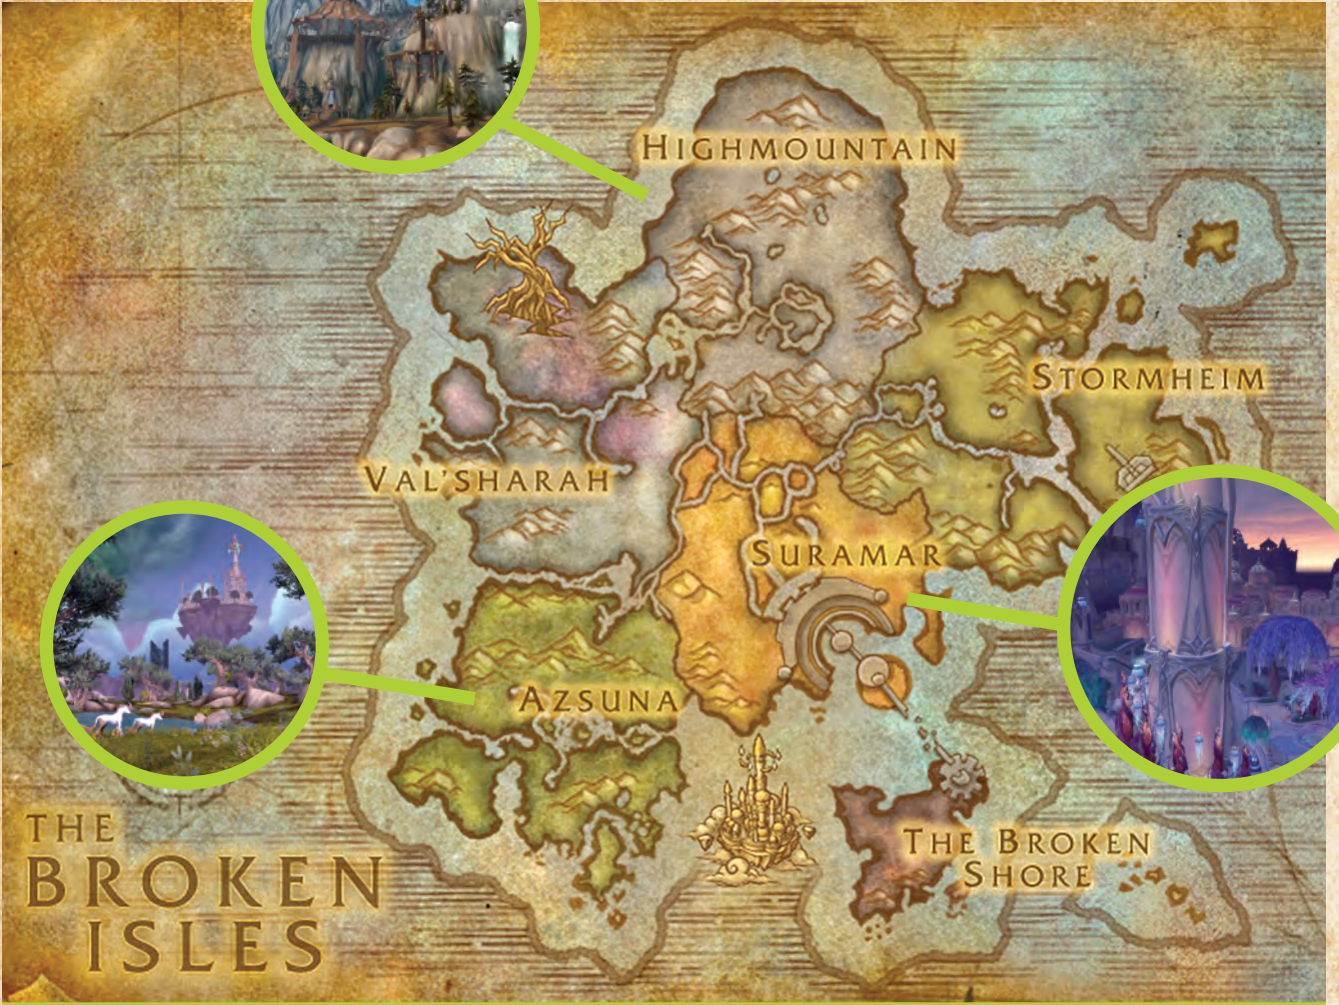 HIGHMOUNTAIN
STORMHEIM
VAL'SHARAH
SURAMAR
AZSUNA
THE BROKEN
SHORE
THE
BROKEN
ISLES